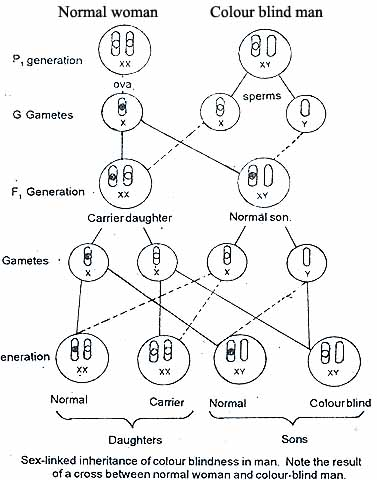 Normal woman Colour blind man
P₁ generation
XX XY
ova
sperms
G Gametes
X X Y
F₁ Generation
XX XY
Carrier daughter Normal son.
Gametes
X X X Y
eneration
XX XX XY XY
Normal Carrier Normal Colourblind
Daughters Sons
Sex-linked inheritance of colour blindness in man. Note the result
of a cross between normal woman and colour-blind man.